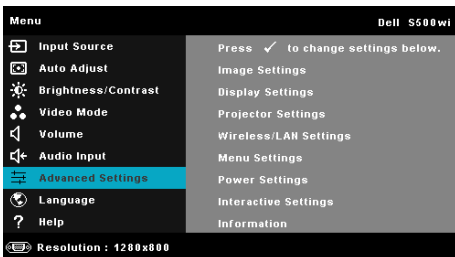 Menu Dell S500wi
Input Source Press ✓ to change settings below.
Auto Adjust Image Settings
Brightness/Contrast Display Settings
Video Mode Projector Settings
Volume Wireless/LAN Settings
Audio Input Menu Settings
Advanced Settings Power Settings
Language Interactive Settings
? Help Information
Resolution : 1280x800